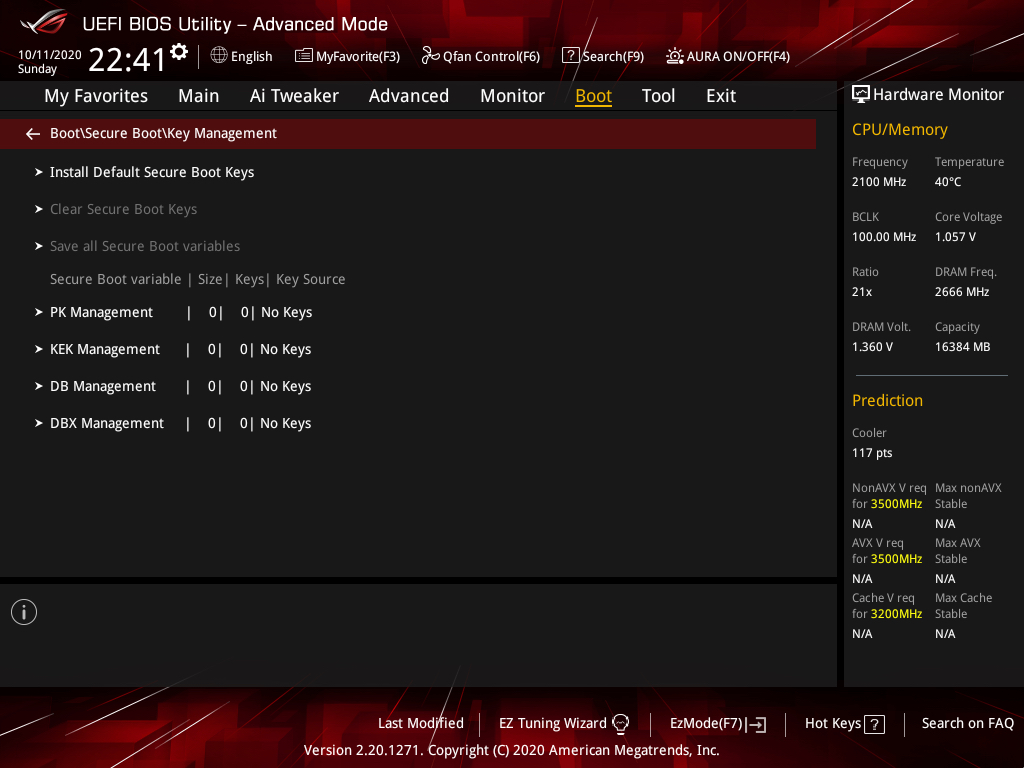 UEFI BIOS Utility – Advanced Mode
10/11/2020
Sunday
22:41
English
MyFavorite(F3)
Qfan Control(F6)
Search(F9)
AURA ON/OFF(F4)
My Favorites Main Ai Tweaker Advanced Monitor Boot Tool Exit
Boot\Secure Boot\Key Management
Install Default Secure Boot Keys
Clear Secure Boot Keys
Save all Secure Boot variables
Secure Boot variable | Size| Keys| Key Source
PK Management | 0| 0| No Keys
KEK Management | 0| 0| No Keys
DB Management | 0| 0| No Keys
DBX Management | 0| 0| No Keys
Hardware Monitor
CPU/Memory
Frequency Temperature
2100 MHz 40°C
BCLK Core Voltage
100.00 MHz 1.057 V
Ratio DRAM Freq.
21x 2666 MHz
DRAM Volt. Capacity
1.360 V 16384 MB
Prediction
Cooler
117 pts
NonAVX V req Max nonAVX
for 3500MHz Stable
N/A N/A
AVX V req Max AVX
for 3500MHz Stable
N/A N/A
Cache V req Max Cache
for 3200MHz Stable
N/A N/A
Last Modified
EZ Tuning Wizard
EzMode(F7)
Hot Keys ?
Search on FAQ
Version 2.20.1271. Copyright (C) 2020 American Megatrends, Inc.